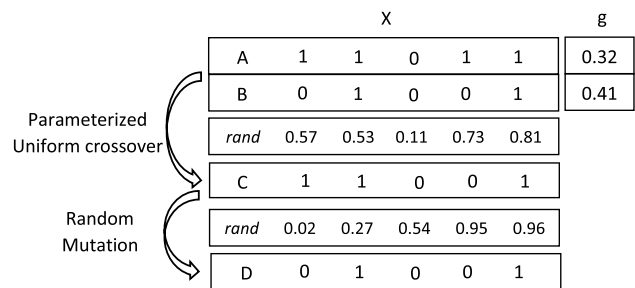 X g
A 1 1 0 1 1 0.32
B 0 1 0 0 1 0.41
Parameterized
Uniform crossover
rand 0.57 0.53 0.11 0.73 0.81
C 1 1 0 0 1
Random
Mutation
rand 0.02 0.27 0.54 0.95 0.96
D 0 1 0 0 1